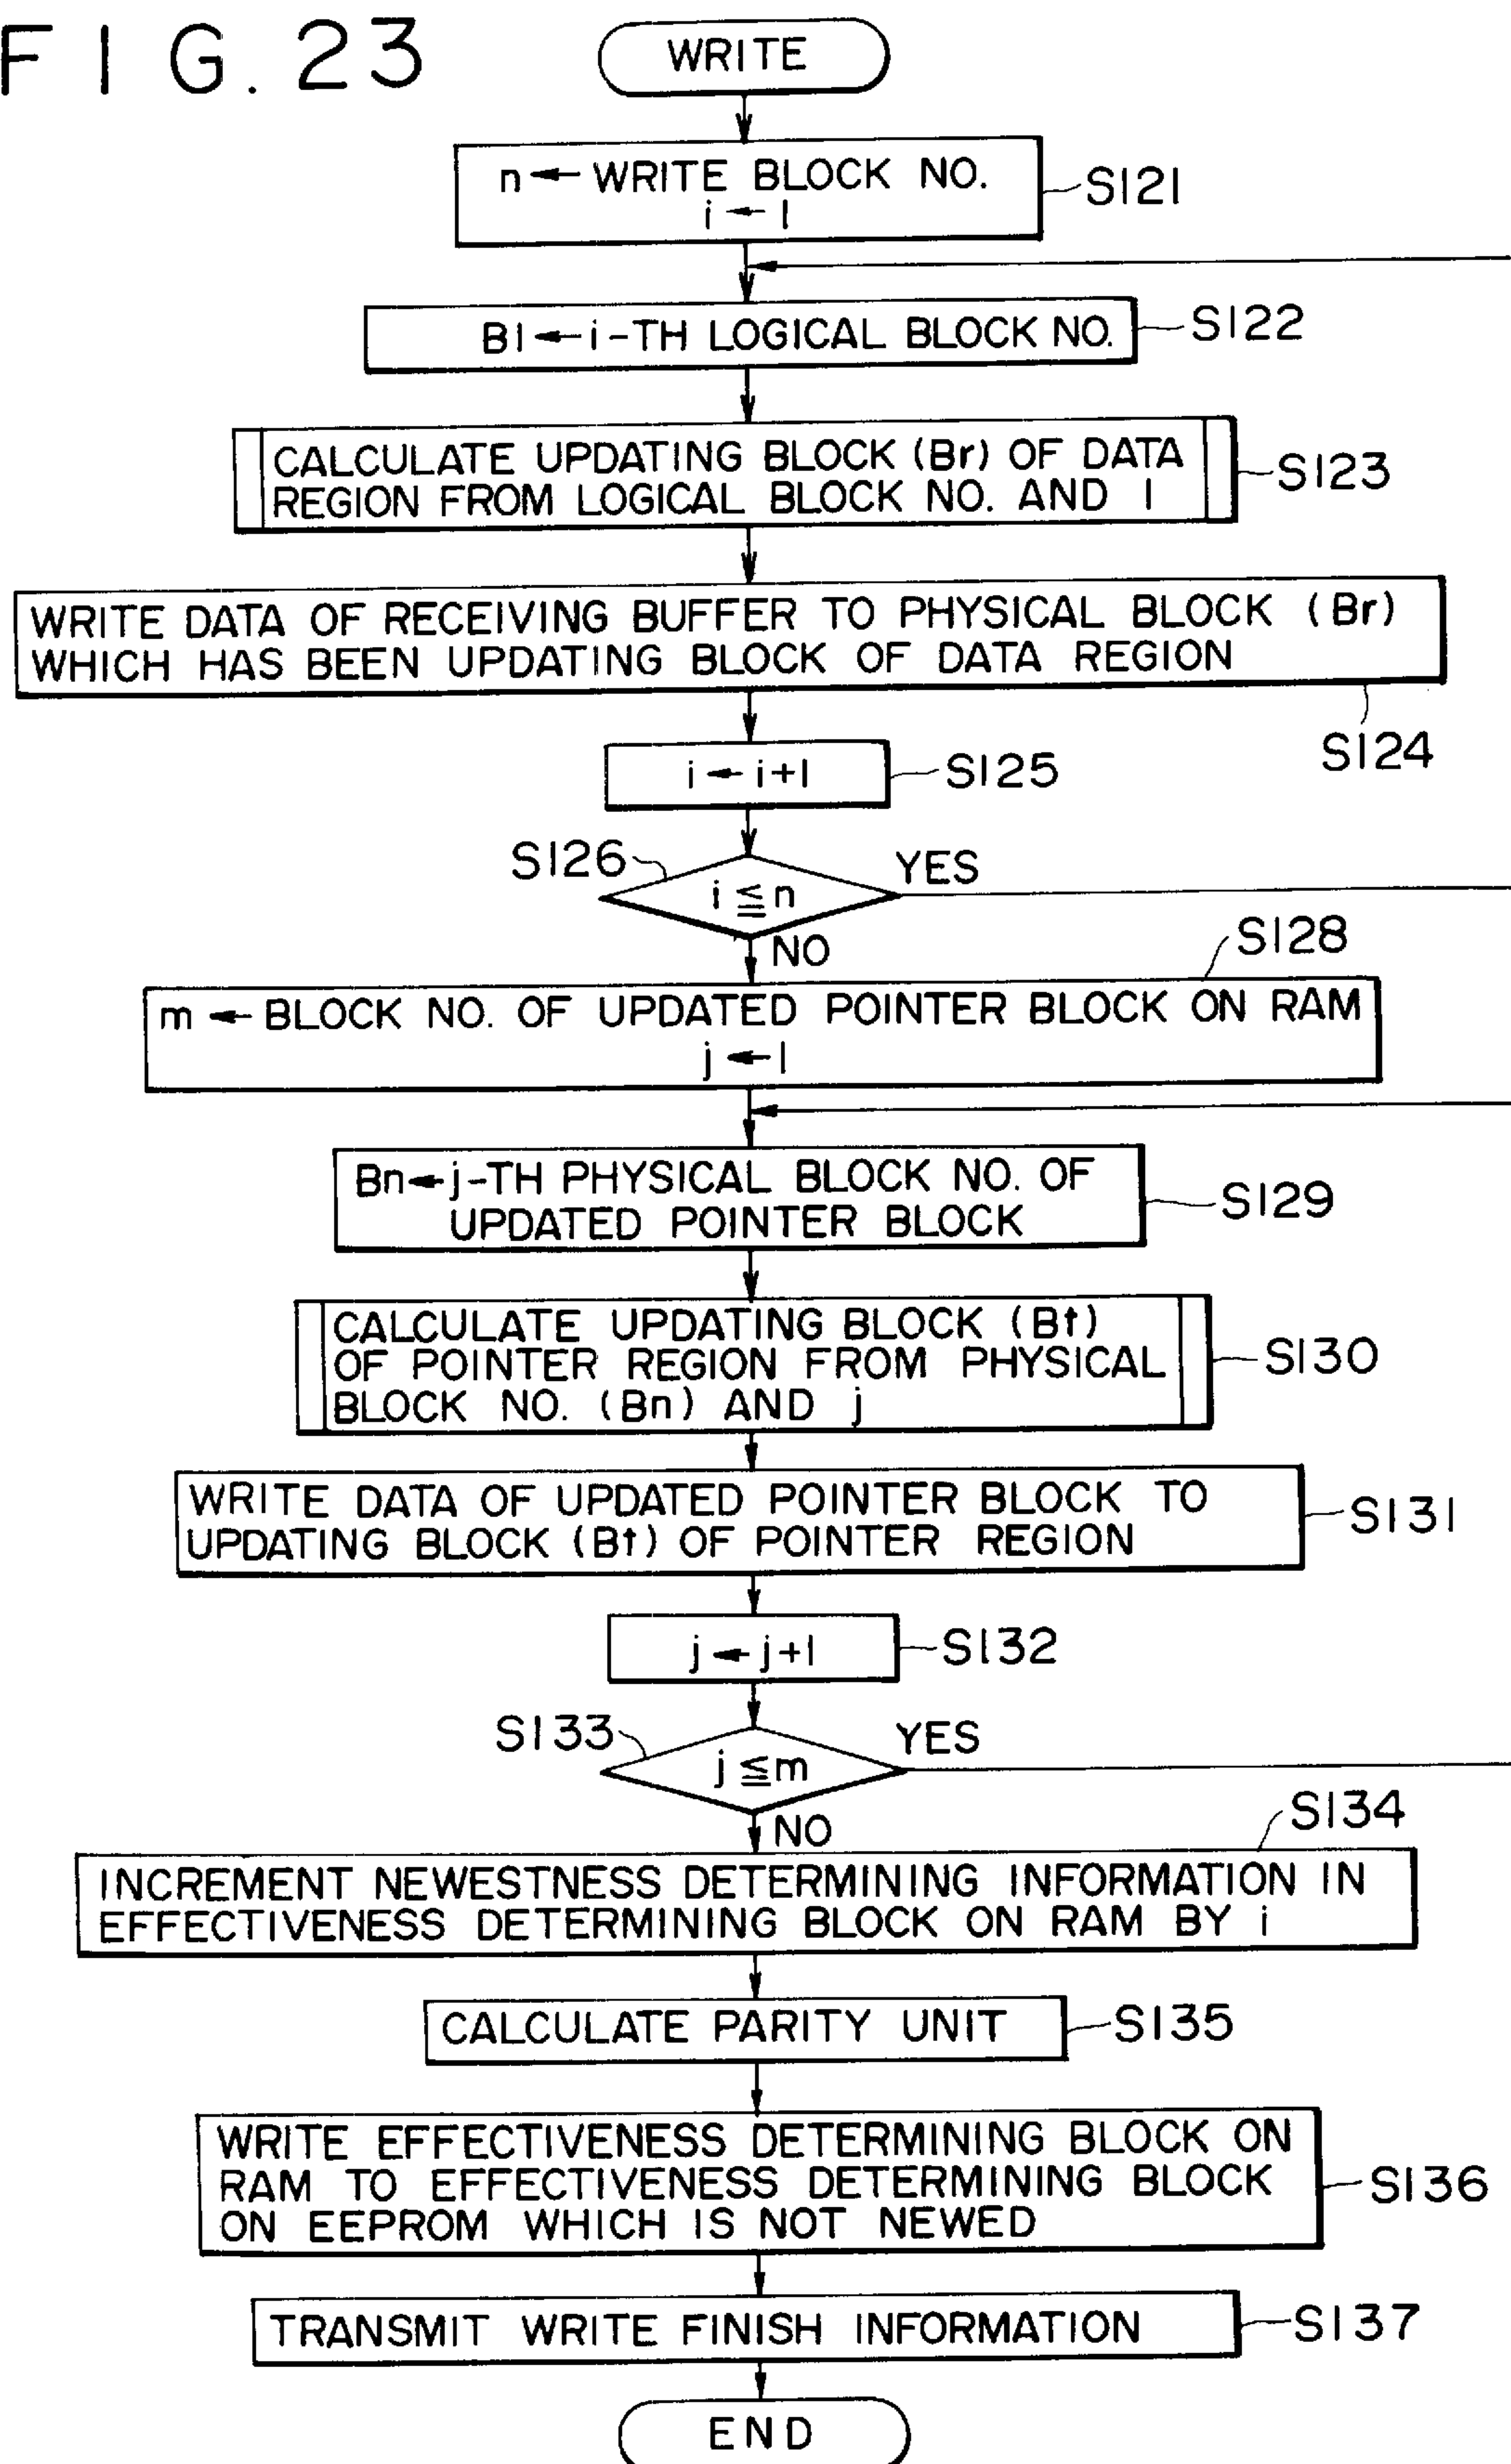 FIG. 23
WRITE
n ← WRITE BLOCK NO.
i ← 1
S121
Bl ← i-TH LOGICAL BLOCK NO.
S122
CALCULATE UPDATING BLOCK (Br) OF DATA
REGION FROM LOGICAL BLOCK NO. AND I
S123
WRITE DATA OF RECEIVING BUFFER TO PHYSICAL BLOCK (Br)
WHICH HAS BEEN UPDATING BLOCK OF DATA REGION
S124
i ← i+1
S125
S126
i ≦ n
YES
NO
S128
m ← BLOCK NO. OF UPDATED POINTER BLOCK ON RAM
j ← 1
Bn ← j-TH PHYSICAL BLOCK NO. OF
UPDATED POINTER BLOCK
S129
CALCULATE UPDATING BLOCK (Bt)
OF POINTER REGION FROM PHYSICAL
BLOCK NO. (Bn) AND j
S130
WRITE DATA OF UPDATED POINTER BLOCK TO
UPDATING BLOCK (Bt) OF POINTER REGION
S131
j ← j+1
S132
S133
j ≦ m
YES
NO
S134
INCREMENT NEWESTNESS DETERMINING INFORMATION IN
EFFECTIVENESS DETERMINING BLOCK ON RAM BY i
CALCULATE PARITY UNIT
S135
WRITE EFFECTIVENESS DETERMINING BLOCK ON
RAM TO EFFECTIVENESS DETERMINING BLOCK
ON EEPROM WHICH IS NOT NEWED
S136
TRANSMIT WRITE FINISH INFORMATION
S137
END